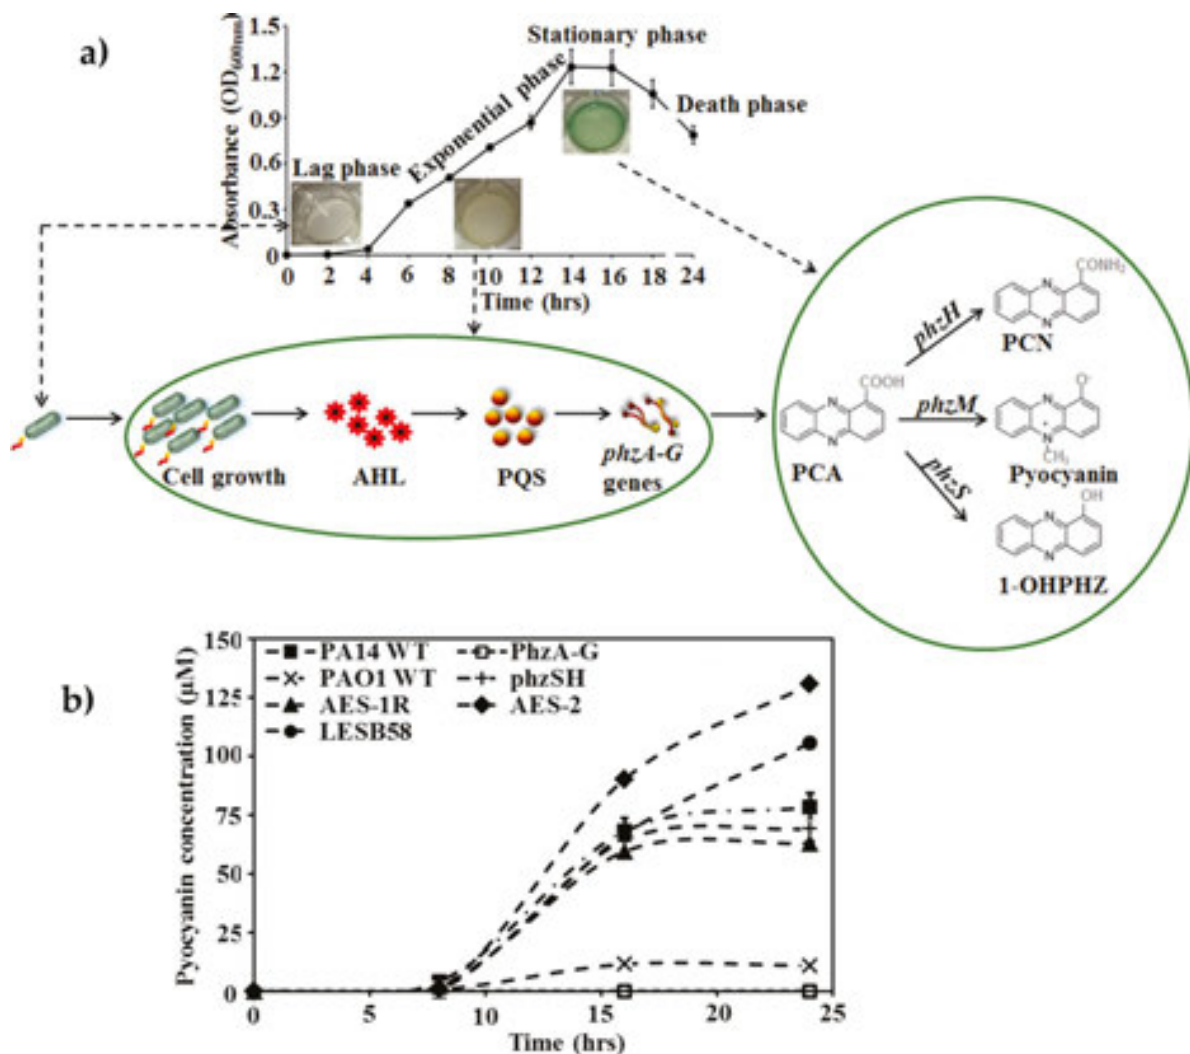 a)
Absorbance (OD600nm)
1.5
1.2
0.9
0.6
0.3
0
Lag phase
Exponential phase
Stationary phase
Death phase
0 2 4 6 8 10 12 14 16 18 24
Time (hrs)
Cell growth
AHL
PQS
phzA-G
genes
COOH
N
N
PCA
phzH
phzM
phzS
CONH2
N
N
PCN
O-
N
N
CH3
Pyocyanin
OH
N
N
1-OHPHZ
b)
Pyocyanin concentration (µM)
150
125
100
75
50
25
0
PA14 WT PhzA-G
PAO1 WT phzSH
AES-1R AES-2
LESB58
0 5 10 15 20 25
Time (hrs)